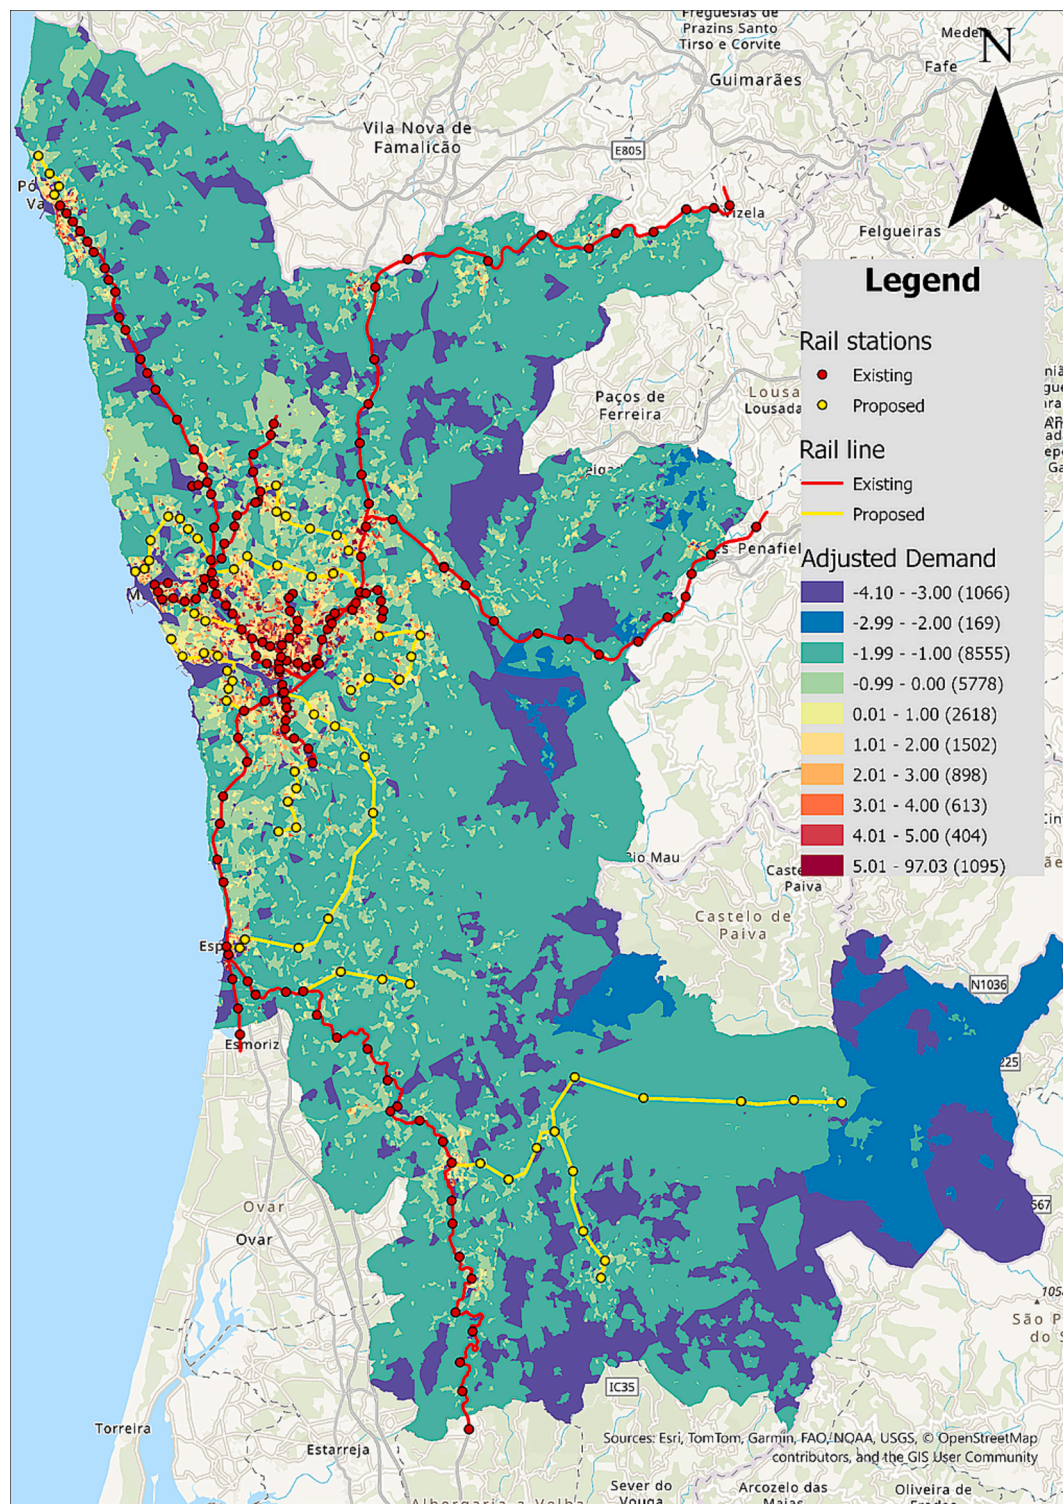 Freguesias de
Prazins Santo
Tirso e Corvite
N
Fafe
Guimarães
Vila Nova de
Famalicão
E805
Felgueiras
Legend
Rail stations
Existing
Proposed
Rail line
Existing
Proposed
Adjusted Demand
-4.10 - -3.00 (1066)
-2.99 - -2.00 (169)
-1.99 - -1.00 (8555)
-0.99 - 0.00 (5778)
0.01 - 1.00 (2618)
1.01 - 2.00 (1502)
2.01 - 3.00 (898)
3.01 - 4.00 (613)
4.01 - 5.00 (404)
5.01 - 97.03 (1095)
Paços de
Ferreira
Lousada
Penafiel
Rio Mau
Paiva
Castelo de
Paiva
N1036
Esmoriz
Ovar
Ovar
IC35
Torreira
Estarreja
Sources: Esri, TomTom, Garmin, FAO, NOAA, USGS, © OpenStreetMap
contributors, and the GIS User Community
Sever do
Vouga
Arcozelo das
Maias
Oliveira de